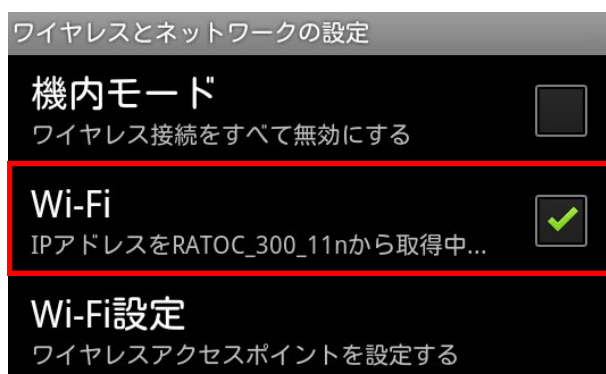 ワイヤレスとネットワークの設定
機内モード
ワイヤレス接続をすべて無効にする
Wi-Fi
IPアドレスをRATOC_300_11nから取得中...
Wi-Fi設定
ワイヤレスアクセスポイントを設定する